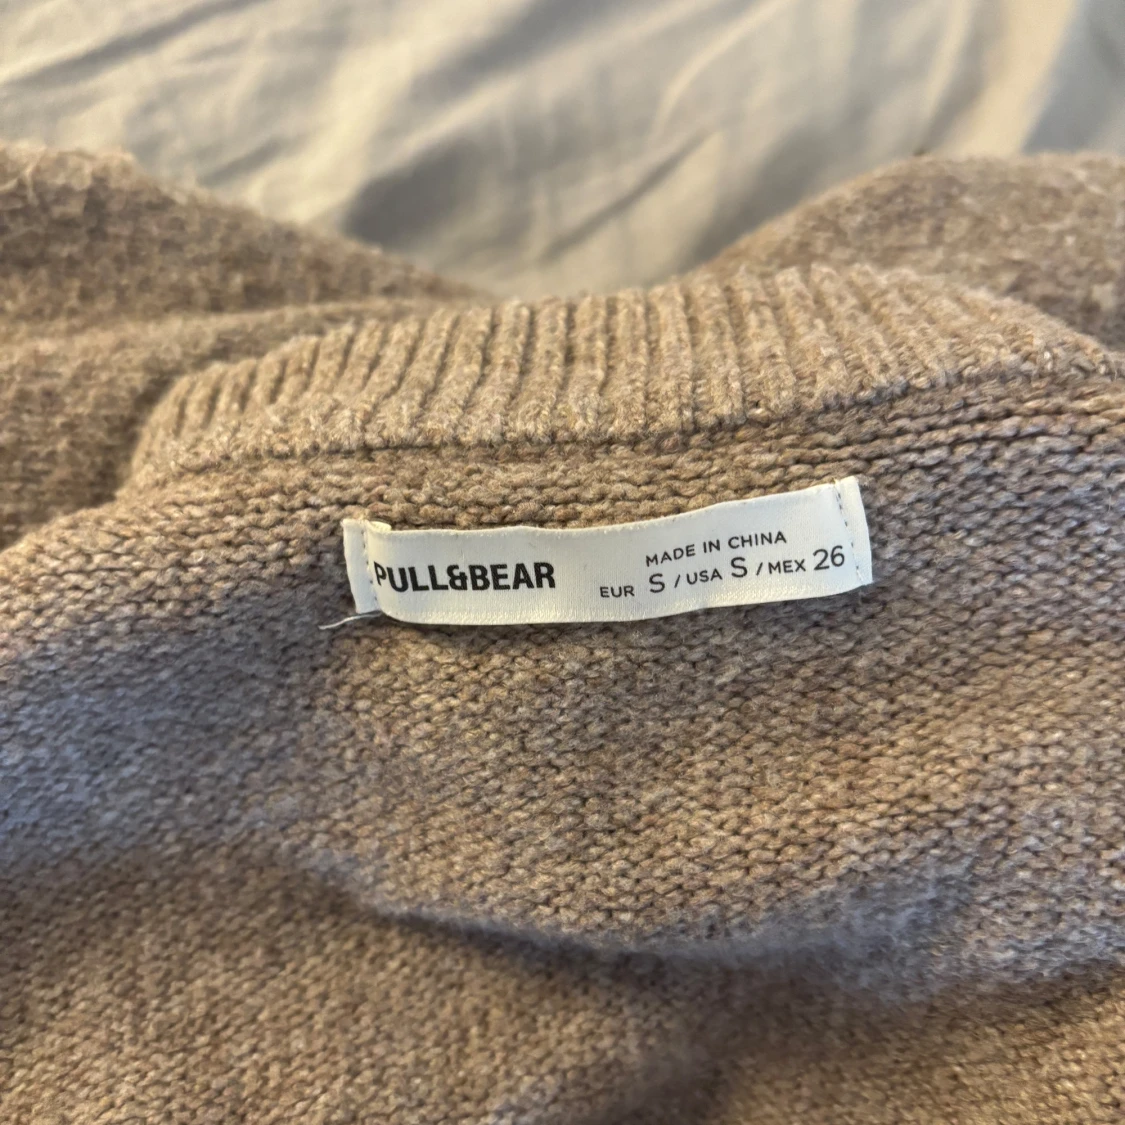 PULL&BEAR
MADE IN CHINA
EUR S / USA S / MEX 26